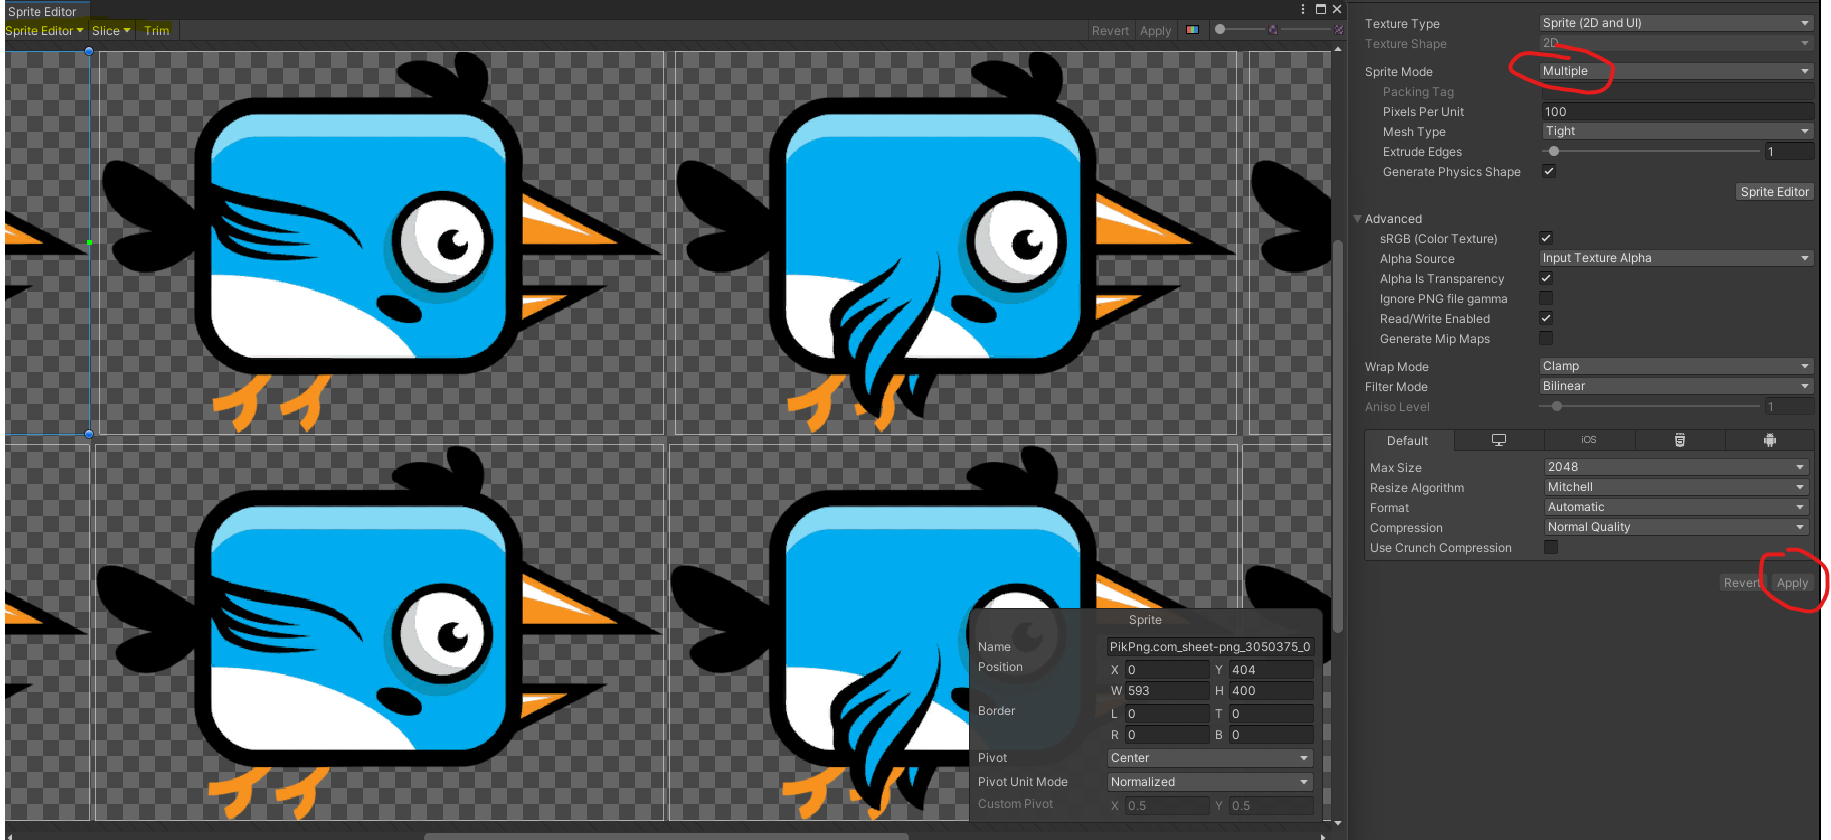 Sprite Editor
Sprite Editor Slice Trim Revert Apply
Texture Type Sprite (2D and UI)
Texture Shape 2D
Sprite Mode Multiple
Packing Tag
Pixels Per Unit 100
Mesh Type Tight
Extrude Edges 1
Generate Physics Shape
Sprite Editor
Advanced
sRGB (Color Texture)
Alpha Source Input Texture Alpha
Alpha Is Transparency
Ignore PNG file gamma
Read/Write Enabled
Generate Mip Maps
Wrap Mode Clamp
Filter Mode Bilinear
Aniso Level 1
Default iOS
Max Size 2048
Resize Algorithm Mitchell
Format Automatic
Compression Normal Quality
Use Crunch Compression
Revert Apply
Sprite
Name PikPng.com_sheet-png_3050375_0
Position X 0 Y 404
W 593 H 400
Border L 0 T 0
R 0 B 0
Pivot Center
Pivot Unit Mode Normalized
Custom Pivot X 0.5 Y 0.5